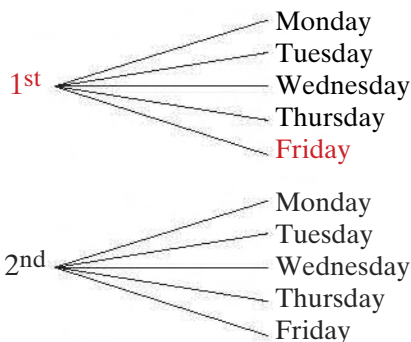 Monday
Tuesday
1st Wednesday
Thursday
Friday
Monday
Tuesday
2nd Wednesday
Thursday
Friday